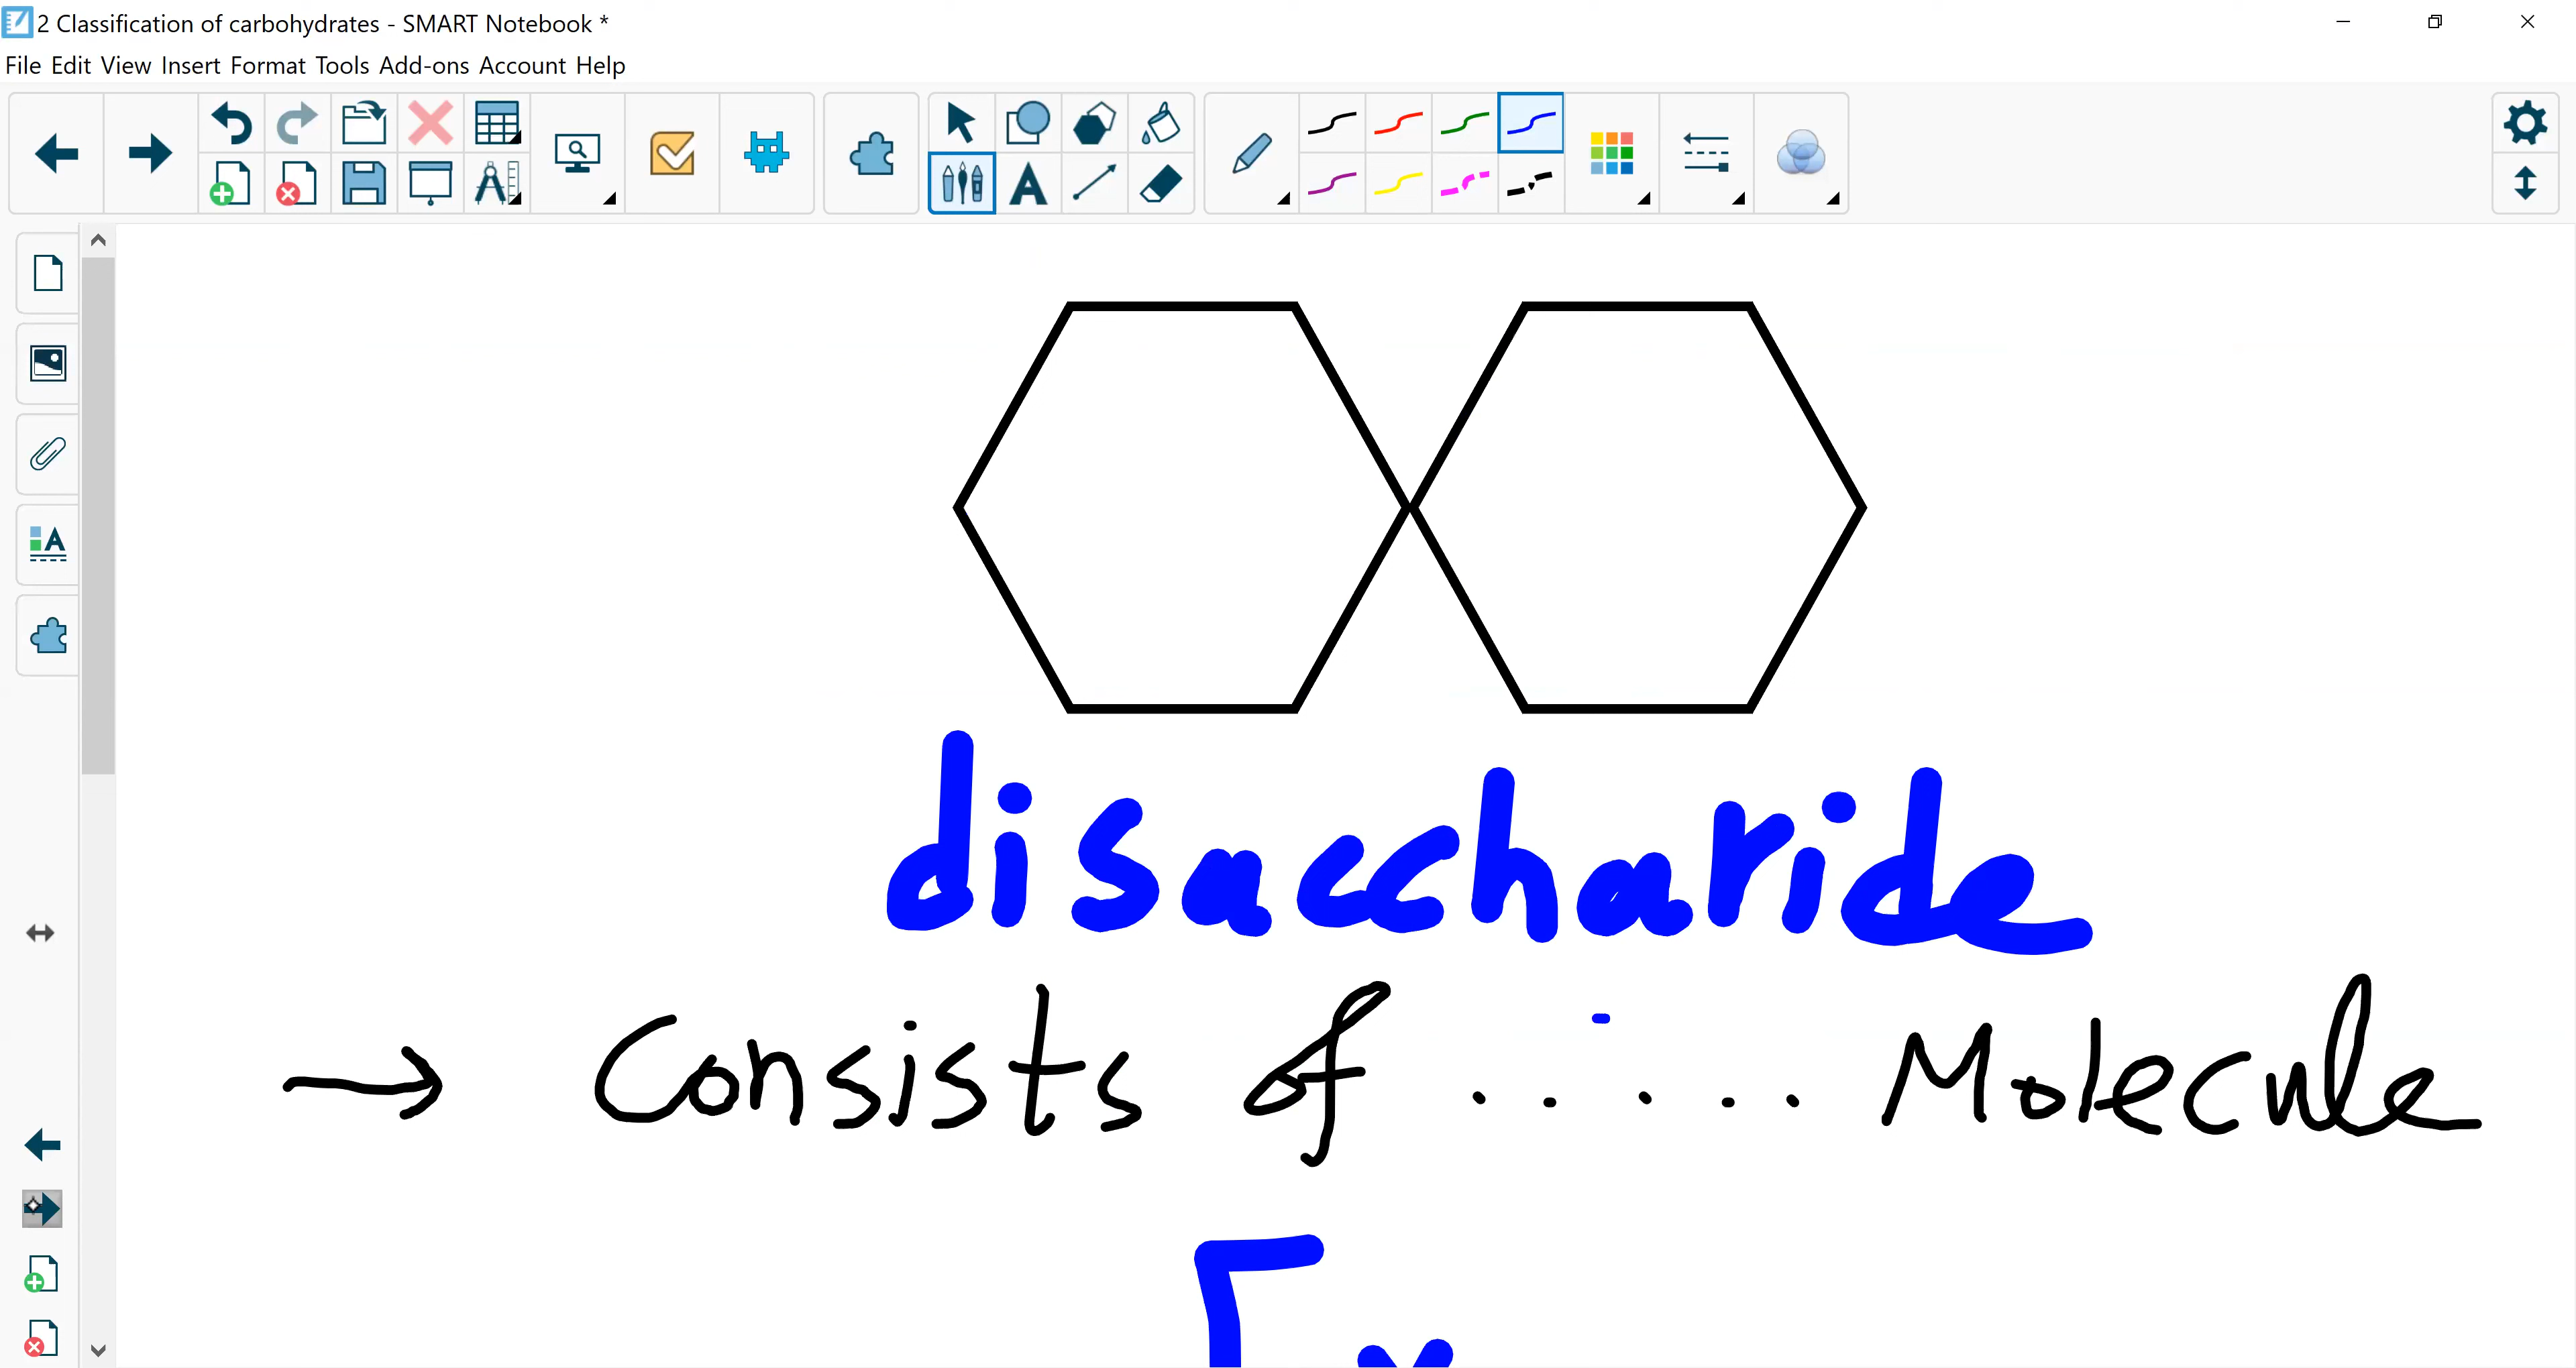 2 Classification of carbohydrates - SMART Notebook *
File Edit View Insert Format Tools Add-ons Account Help
disaccharide
→ Consists of . . . . . Molecule